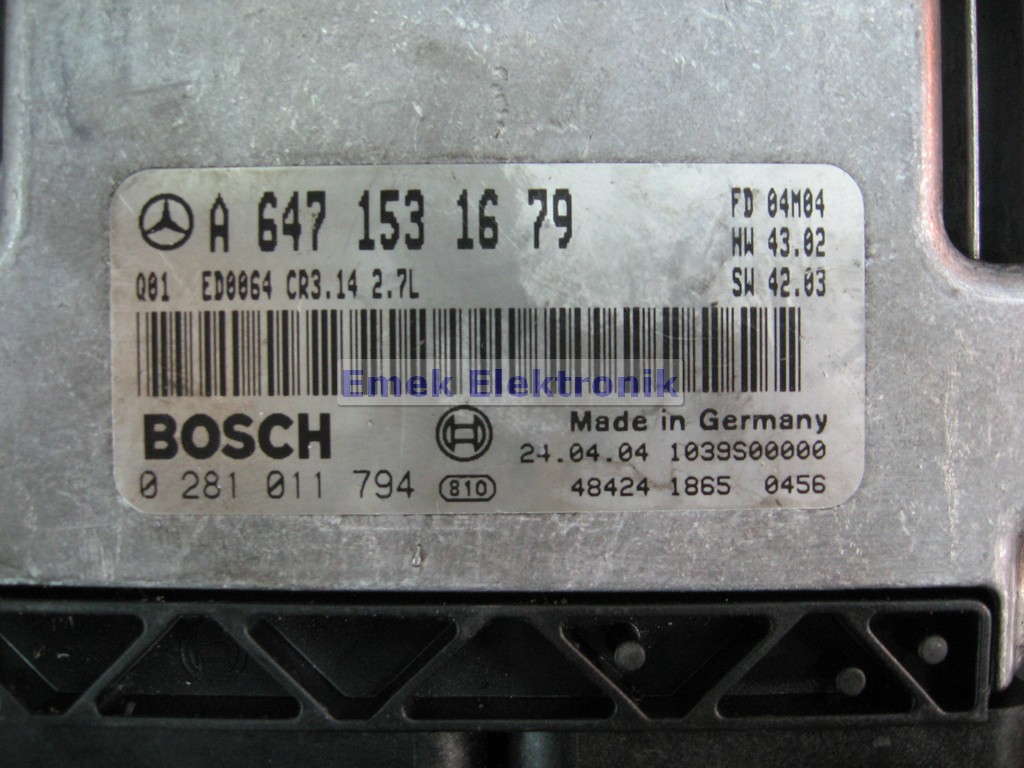 A 647 153 16 79
FD 04M04
HW 43.02
Q01 ED0064 CR3.14 2.7L
SW 42.03
Emek Elektronik
BOSCH
Made in Germany
24.04.04 1039S00000
0 281 011 794 810
48424 1865 0456